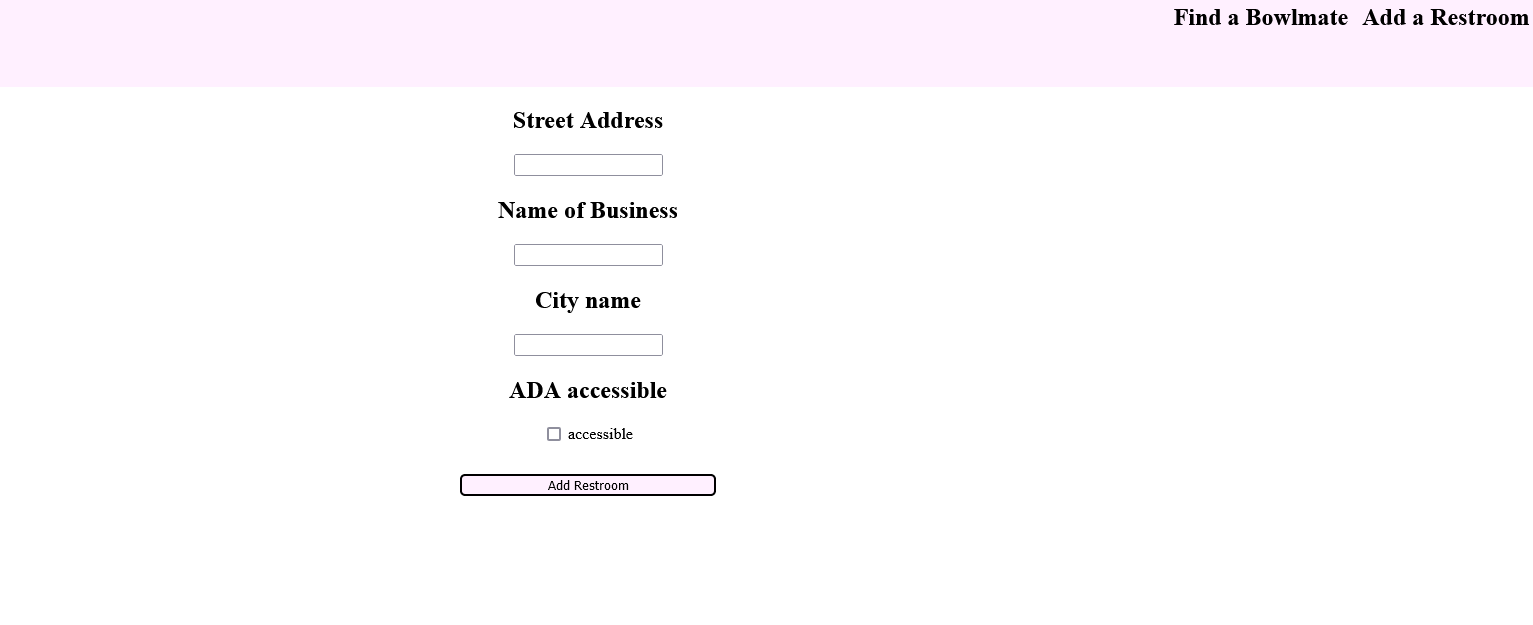 Find a Bowlmate Add a Restroom
Street Address
Name of Business
City name
ADA accessible
accessible
Add Restroom